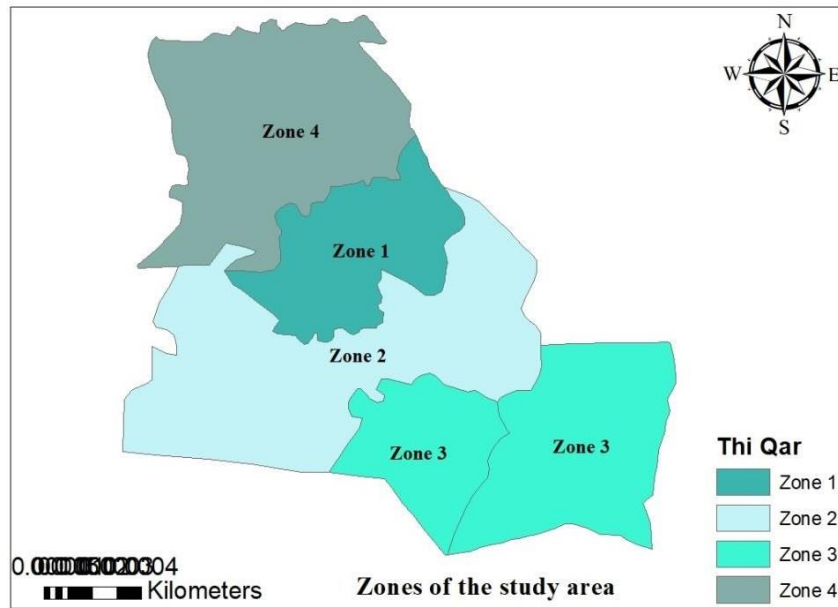 N
W E
S
Zone 4
Zone 1
Zone 2
Zone 3
Zone 3
Thi Qar
Zone 1
Zone 2
Zone 3
Zone 4
Kilometers
Zones of the study area